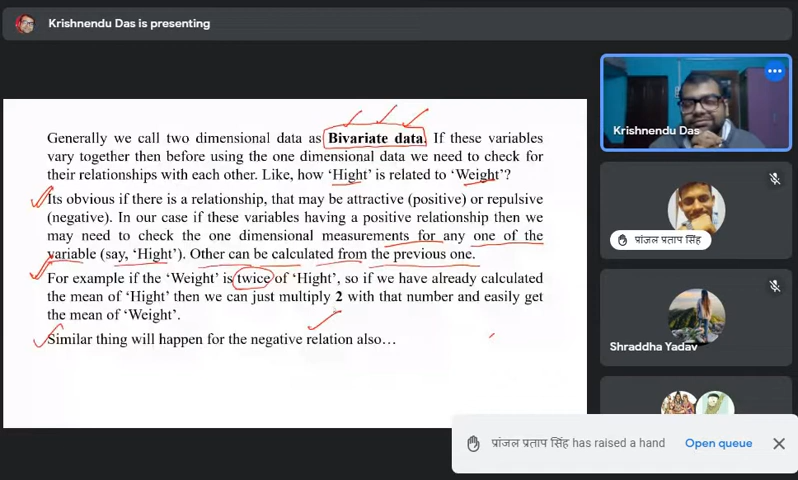 Krishnendu Das is presenting
Generally we call two dimensional data as Bivariate data. If these variables
vary together then before using the one dimensional data we need to check for
their relationships with each other. Like, how ‘Hight’ is related to ‘Weight’?
Its obvious if there is a relationship, that may be attractive (positive) or repulsive
(negative). In our case if these variables having a positive relationship then we
may need to check the one dimensional measurements for any one of the
variable (say, ‘Hight’). Other can be calculated from the previous one.
For example if the ‘Weight’ is twice of ‘Hight’, so if we have already calculated
the mean of ‘Hight’ then we can just multiply 2 with that number and easily get
the mean of ‘Weight’.
Similar thing will happen for the negative relation also…
Krishnendu Das
प्रांजल प्रताप सिंह
Shraddha Yadav
प्रांजल प्रताप सिंह has raised a hand
Open queue